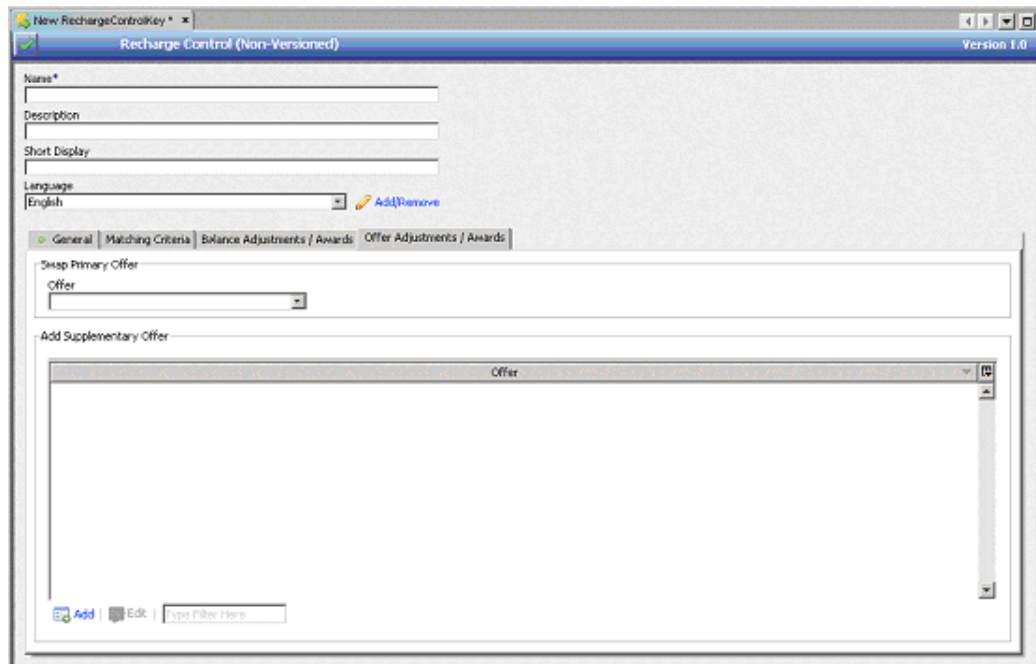 New RechargeControlKey *
Recharge Control (Non-Versioned)
Version 1.0
Name*
Description
Short Display
Language
English
Add/Remove
General
Matching Criteria
Balance Adjustments / Awards
Offer Adjustments / Awards
Swap Primary Offer
Offer
Add Supplementary Offer
Offer
Add | Edit | Type Filter Here